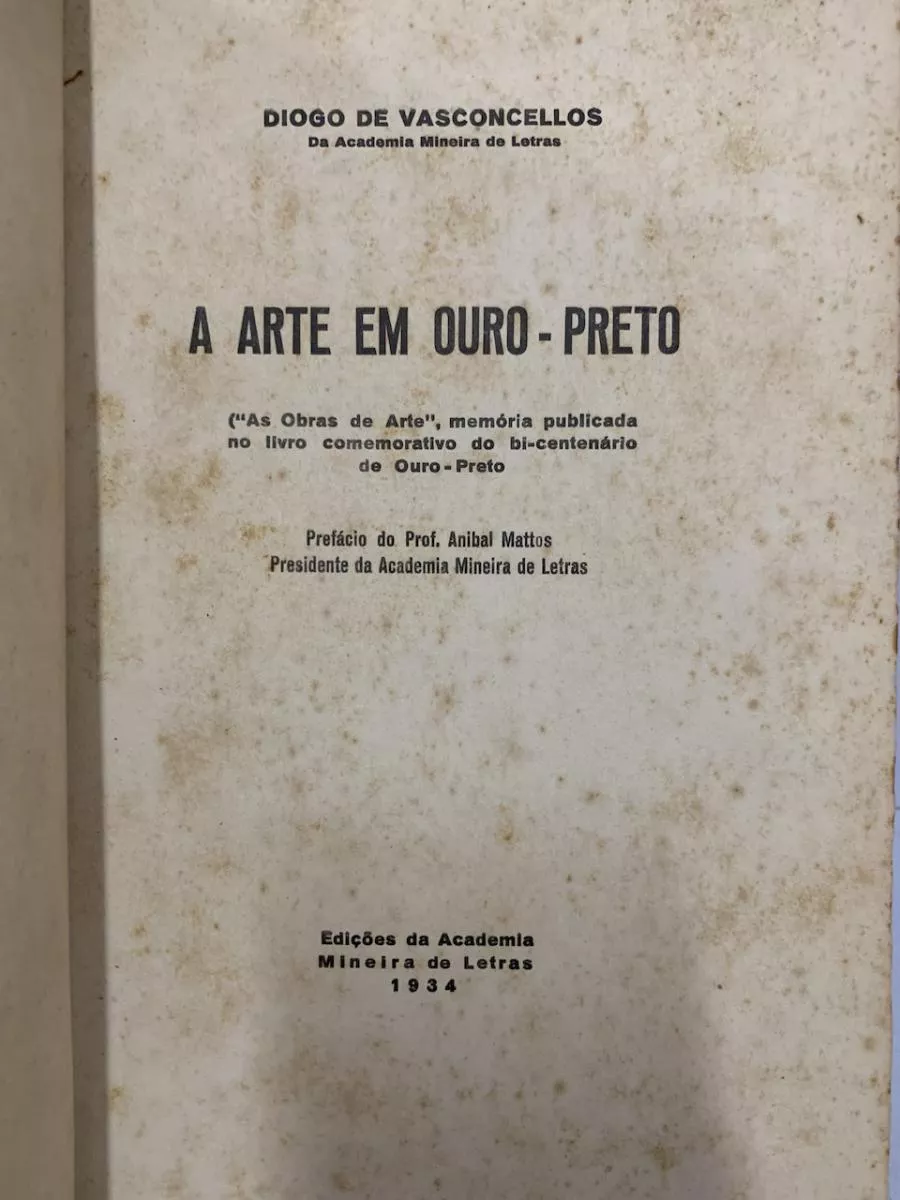 DIOGO DE VASCONCELLOS
Da Academia Mineira de Letras
A ARTE EM OURO - PRETO
("As Obras de Arte", memória publicada
no livro comemorativo do bi-centenário
de Ouro - Preto
Prefácio do Prof. Anibal Mattos
Presidente da Academia Mineira de Letras
Edições da Academia
Mineira de Letras
1934